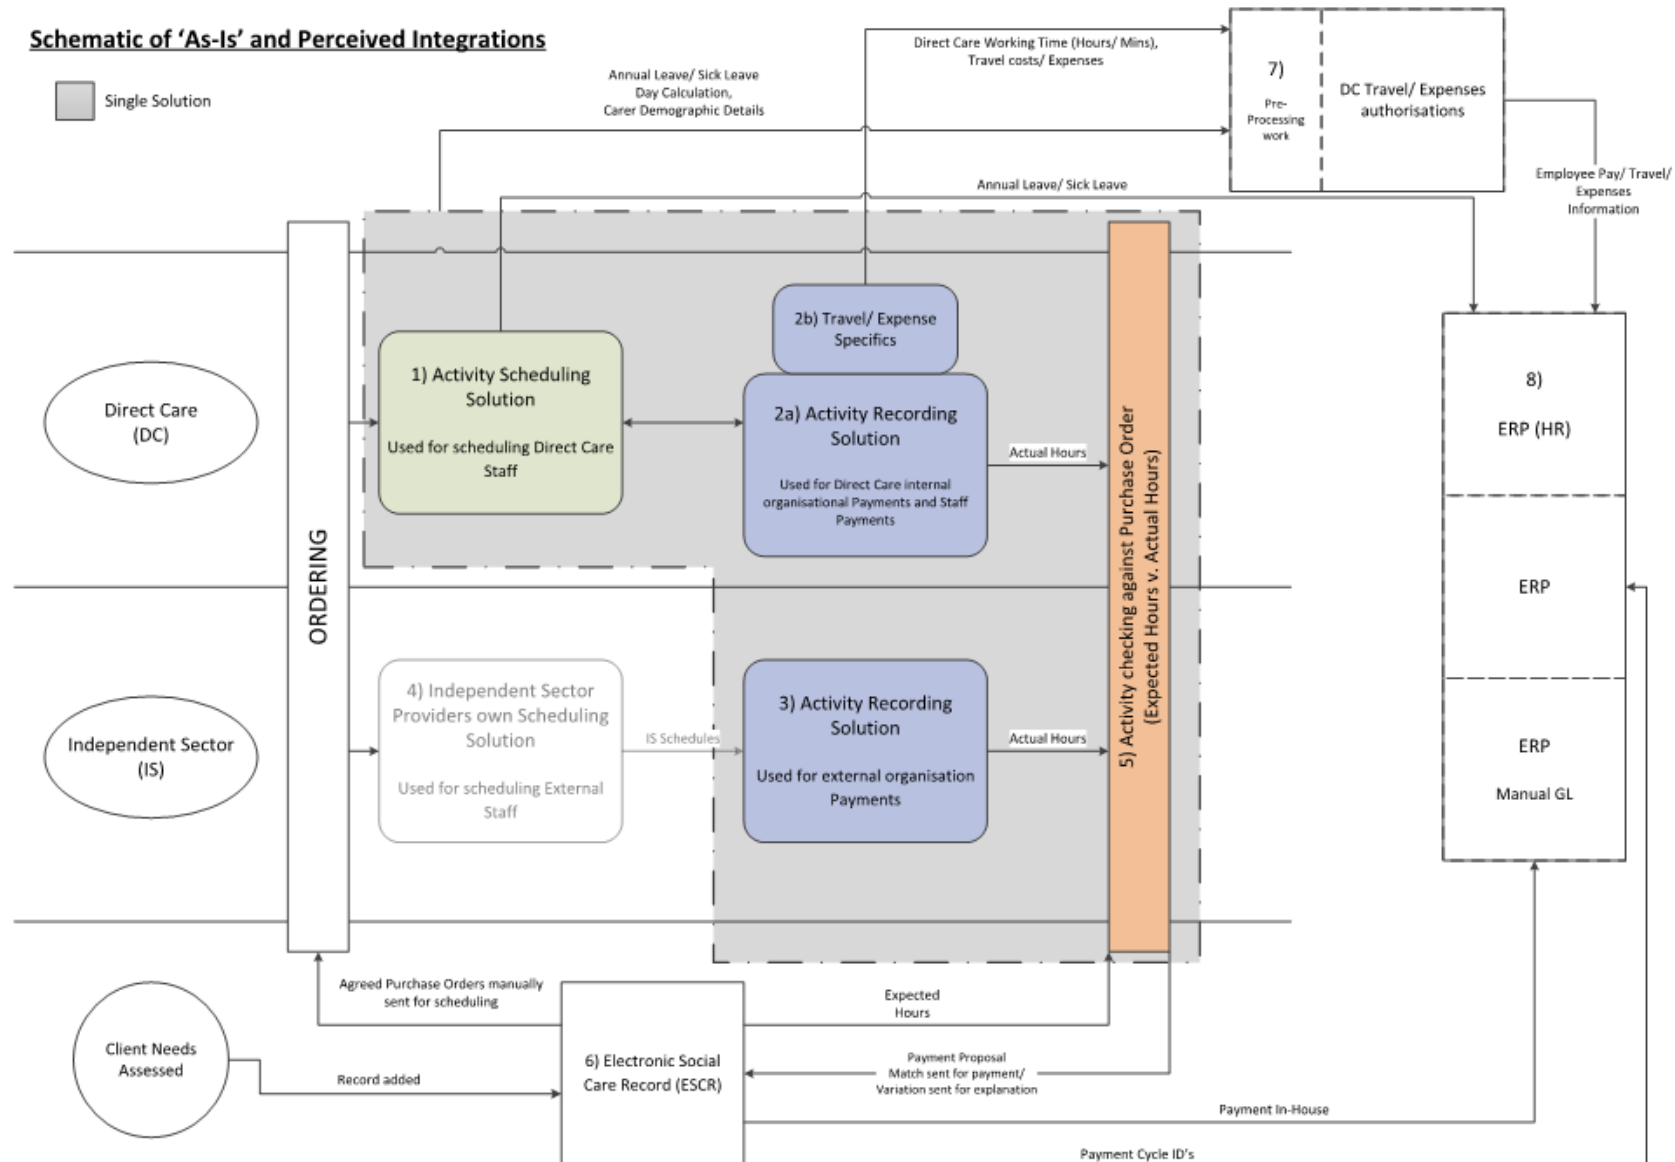 Schematic of ‘As-Is’ and Perceived Integrations
Single Solution
Direct Care Working Time (Hours/ Mins),
Travel costs/ Expenses
Annual Leave/ Sick Leave
Day Calculation,
Carer Demographic Details
7)
Pre-
Processing
work
DC Travel/ Expenses
authorisations
Annual Leave/ Sick Leave
Employee Pay/ Travel/
Expenses
Information
Direct Care
(DC)
ORDERING
1) Activity Scheduling
Solution
Used for scheduling Direct Care
Staff
2b) Travel/ Expense
Specifics
2a) Activity Recording
Solution
Used for Direct Care internal
organisational Payments and Staff
Payments
Actual Hours
5) Activity checking against Purchase Order
(Expected Hours v. Actual Hours)
8)
ERP (HR)
ERP
ERP
Manual GL
Independent Sector
(IS)
4) Independent Sector
Providers own Scheduling
Solution
Used for scheduling External
Staff
IS Schedules
3) Activity Recording
Solution
Used for external organisation
Payments
Actual Hours
Agreed Purchase Orders manually
sent for scheduling
Expected
Hours
Client Needs
Assessed
Record added
6) Electronic Social
Care Record (ESCR)
Payment Proposal
Match sent for payment/
Variation sent for explanation
Payment In-House
Payment Cycle ID's